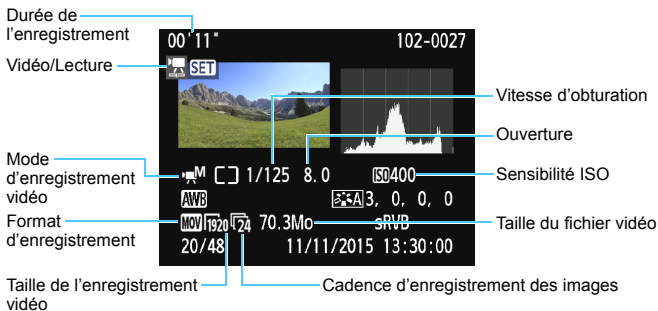 Durée de
l'enregistrement
00'11"
102-0027
Vidéo/Lecture
SET
Vitesse d'obturation
Ouverture
Mode
d'enregistrement
vidéo
M
1/125
8.0
ISO400
Sensibilité ISO
AWB
A 3, 0, 0, 0
Format
d'enregistrement
MOV 1920 24 70.3Mo
sRVB
Taille du fichier vidéo
20/48
11/11/2015 13:30:00
Taille de l'enregistrement
vidéo
Cadence d'enregistrement des images